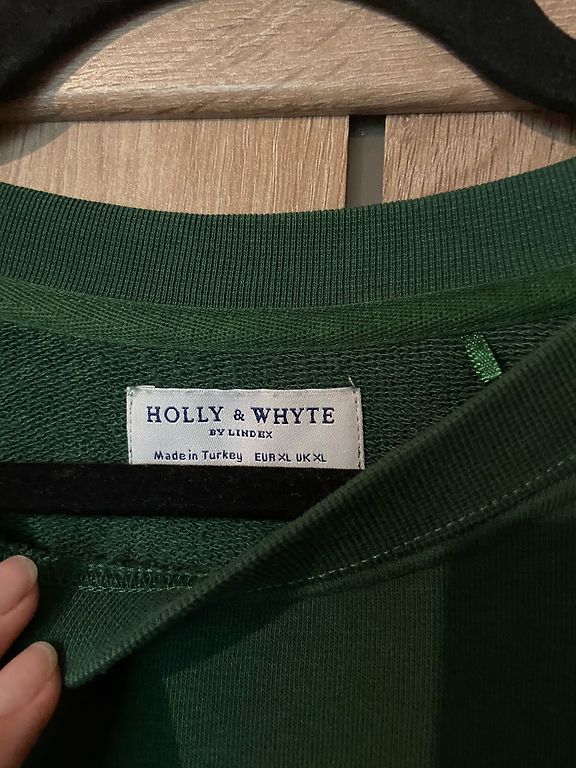 HOLLY & WHYTE
BY LINDEX
Made in Turkey EUR XL UK XL